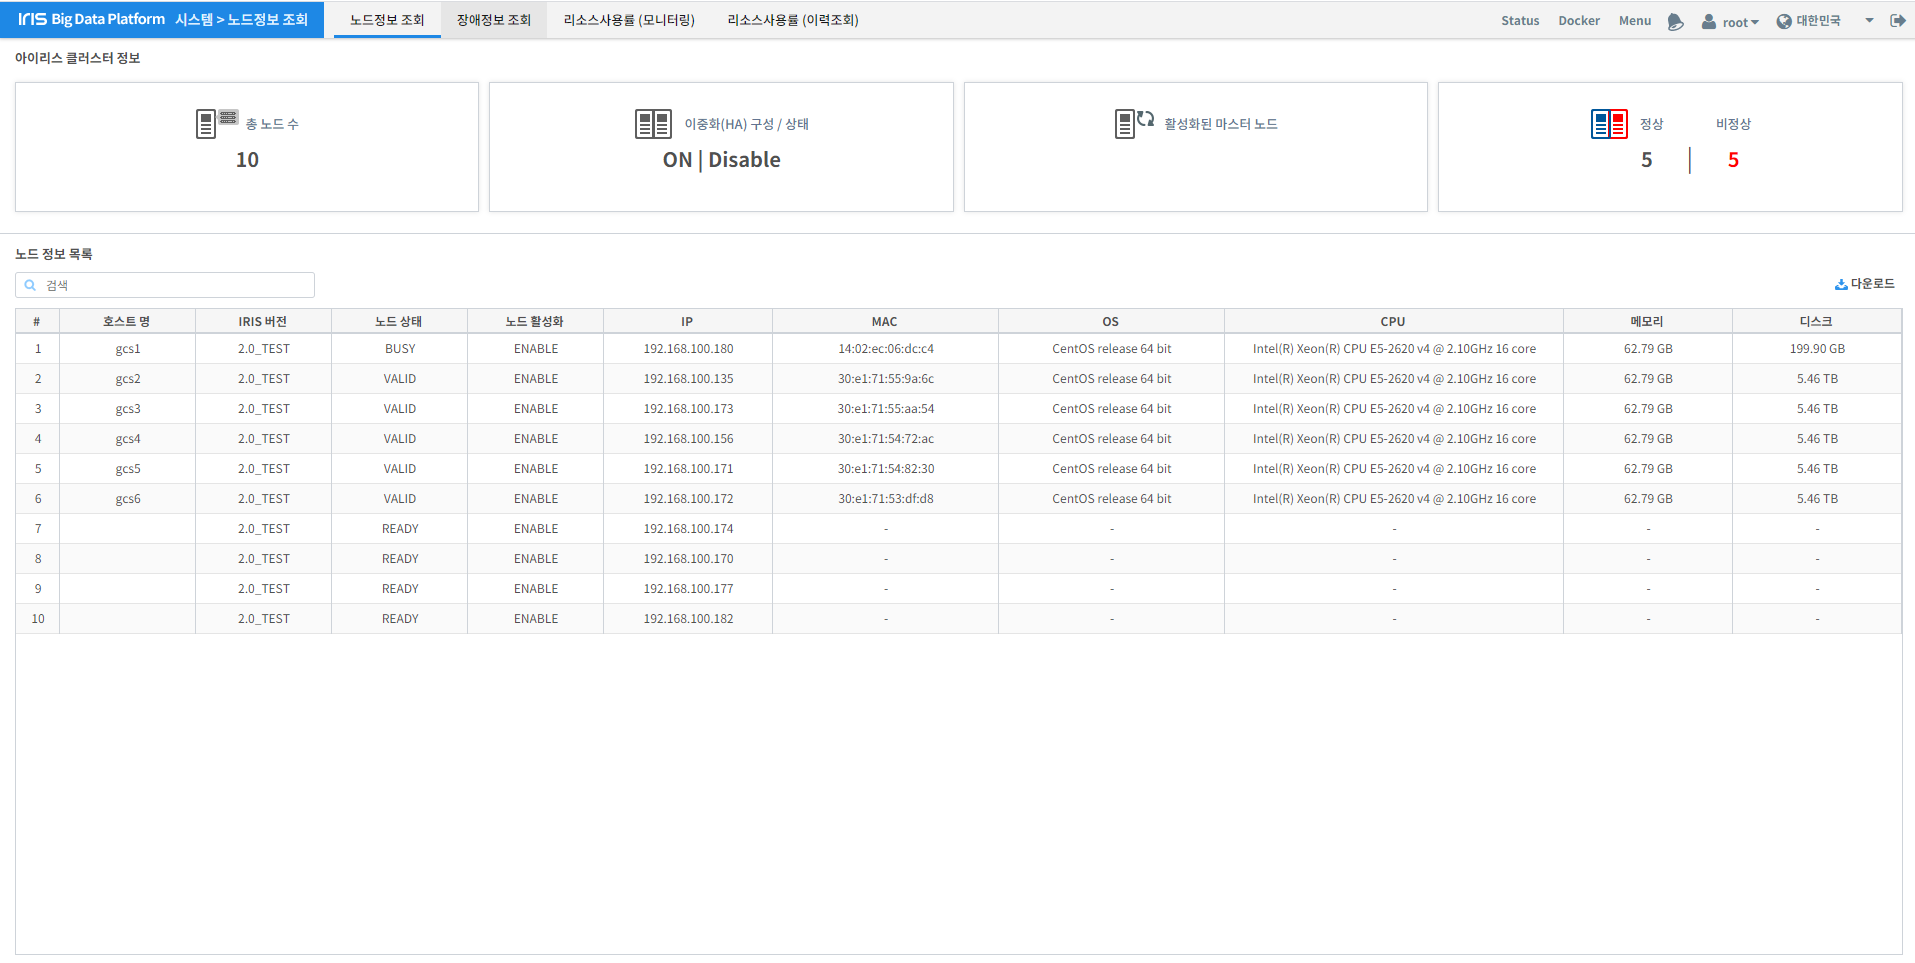 IRIS Big Data Platform 시스템 > 노드정보 조회 노드정보 조회 장애정보 조회 리소스사용률 (모니터링) 리소스사용률 (이력조회) Status Docker Menu root 대한민국
아이리스 클러스터 정보
총 노드 수
10
이중화(HA) 구성 / 상태
ON | Disable
활성화된 마스터 노드
정상 비정상
5 | 5
노드 정보 목록
검색 다운로드
# 호스트 명 IRIS 버전 노드 상태 노드 활성화 IP MAC OS CPU 메모리 디스크
1 gcs1 2.0_TEST BUSY ENABLE 192.168.100.180 14:02:ec:06:dc:c4 CentOS release 64 bit Intel(R) Xeon(R) CPU E5-2620 v4 @ 2.10GHz 16 core 62.79 GB 199.90 GB
2 gcs2 2.0_TEST VALID ENABLE 192.168.100.135 30:e1:71:55:9a:6c CentOS release 64 bit Intel(R) Xeon(R) CPU E5-2620 v4 @ 2.10GHz 16 core 62.79 GB 5.46 TB
3 gcs3 2.0_TEST VALID ENABLE 192.168.100.173 30:e1:71:55:aa:54 CentOS release 64 bit Intel(R) Xeon(R) CPU E5-2620 v4 @ 2.10GHz 16 core 62.79 GB 5.46 TB
4 gcs4 2.0_TEST VALID ENABLE 192.168.100.156 30:e1:71:54:72:ac CentOS release 64 bit Intel(R) Xeon(R) CPU E5-2620 v4 @ 2.10GHz 16 core 62.79 GB 5.46 TB
5 gcs5 2.0_TEST VALID ENABLE 192.168.100.171 30:e1:71:54:82:30 CentOS release 64 bit Intel(R) Xeon(R) CPU E5-2620 v4 @ 2.10GHz 16 core 62.79 GB 5.46 TB
6 gcs6 2.0_TEST VALID ENABLE 192.168.100.172 30:e1:71:53:df:d8 CentOS release 64 bit Intel(R) Xeon(R) CPU E5-2620 v4 @ 2.10GHz 16 core 62.79 GB 5.46 TB
7 2.0_TEST READY ENABLE 192.168.100.174 - - - - -
8 2.0_TEST READY ENABLE 192.168.100.170 - - - - -
9 2.0_TEST READY ENABLE 192.168.100.177 - - - - -
10 2.0_TEST READY ENABLE 192.168.100.182 - - - - -